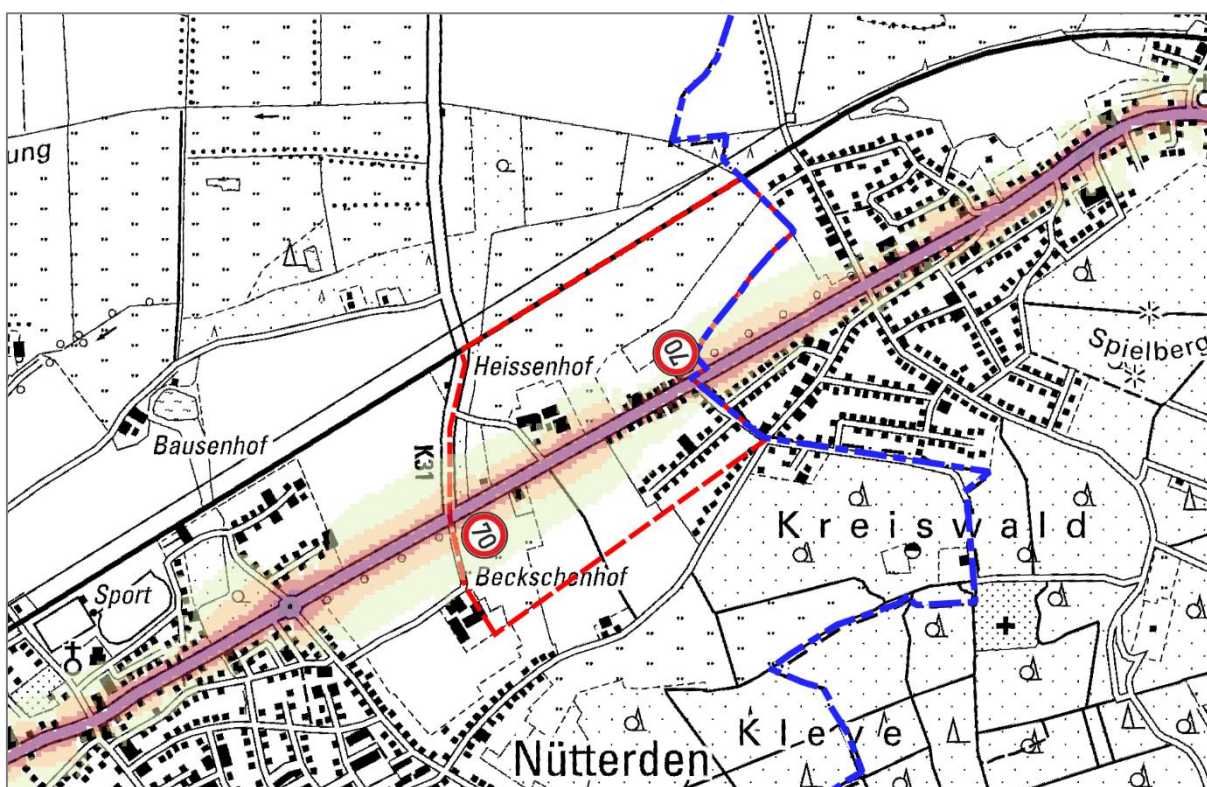 ung
Heissenhof
70
Spielberg
Bausenhof
K31
70
Kreiswald
Sport
Beckschenhof
Kleve
Nütterden